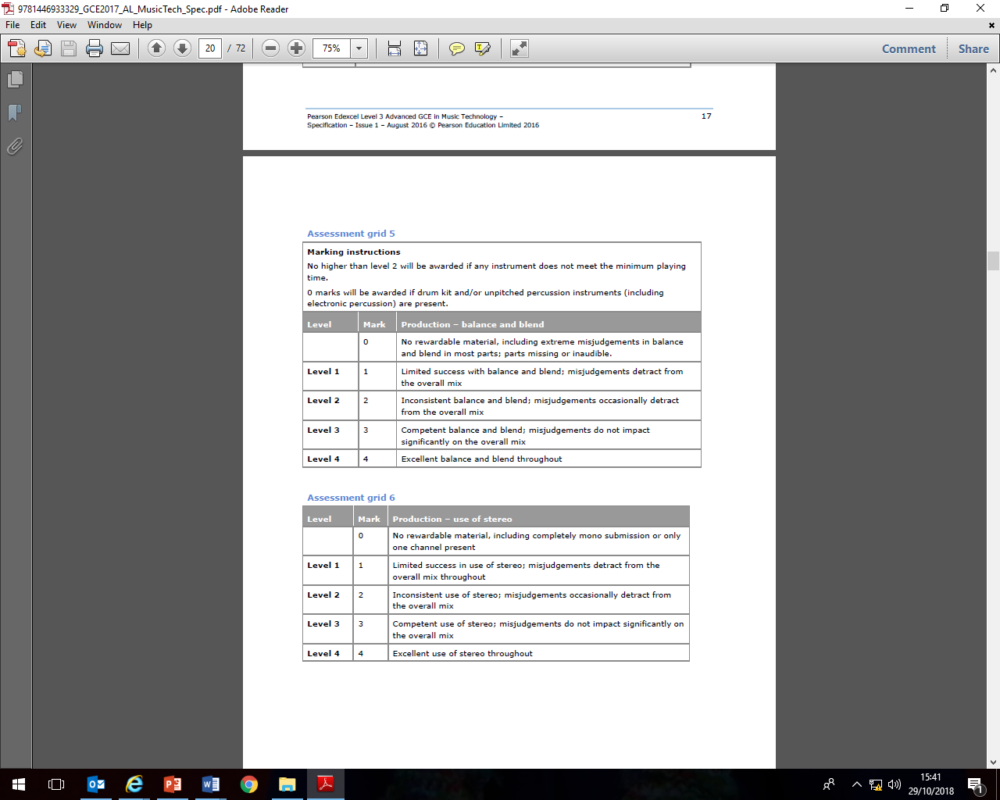 9781446933329_GCE2017_AL_MusicTech_Spec.pdf - Adobe Reader
File Edit View Window Help
20 / 72 75% Comment Share
Pearson Edexcel Level 3 Advanced GCE in Music Technology – 17
Specification – Issue 1 – August 2016 © Pearson Education Limited 2016
Assessment grid 5
Marking instructions
No higher than level 2 will be awarded if any instrument does not meet the minimum playing
time.
0 marks will be awarded if drum kit and/or unpitched percussion instruments (including
electronic percussion) are present.
Level Mark Production – balance and blend
0 No rewardable material, including extreme misjudgements in balance
and blend in most parts; parts missing or inaudible.
Level 1 1 Limited success with balance and blend; misjudgements detract from
the overall mix
Level 2 2 Inconsistent balance and blend; misjudgements occasionally detract
from the overall mix
Level 3 3 Competent balance and blend; misjudgements do not impact
significantly on the overall mix
Level 4 4 Excellent balance and blend throughout
Assessment grid 6
Level Mark Production – use of stereo
0 No rewardable material, including completely mono submission or only
one channel present
Level 1 1 Limited success in use of stereo; misjudgements detract from the
overall mix throughout
Level 2 2 Inconsistent use of stereo; misjudgements occasionally detract from
the overall mix
Level 3 3 Competent use of stereo; misjudgements do not impact significantly on
the overall mix
Level 4 4 Excellent use of stereo throughout
15:41
29/10/2018
1